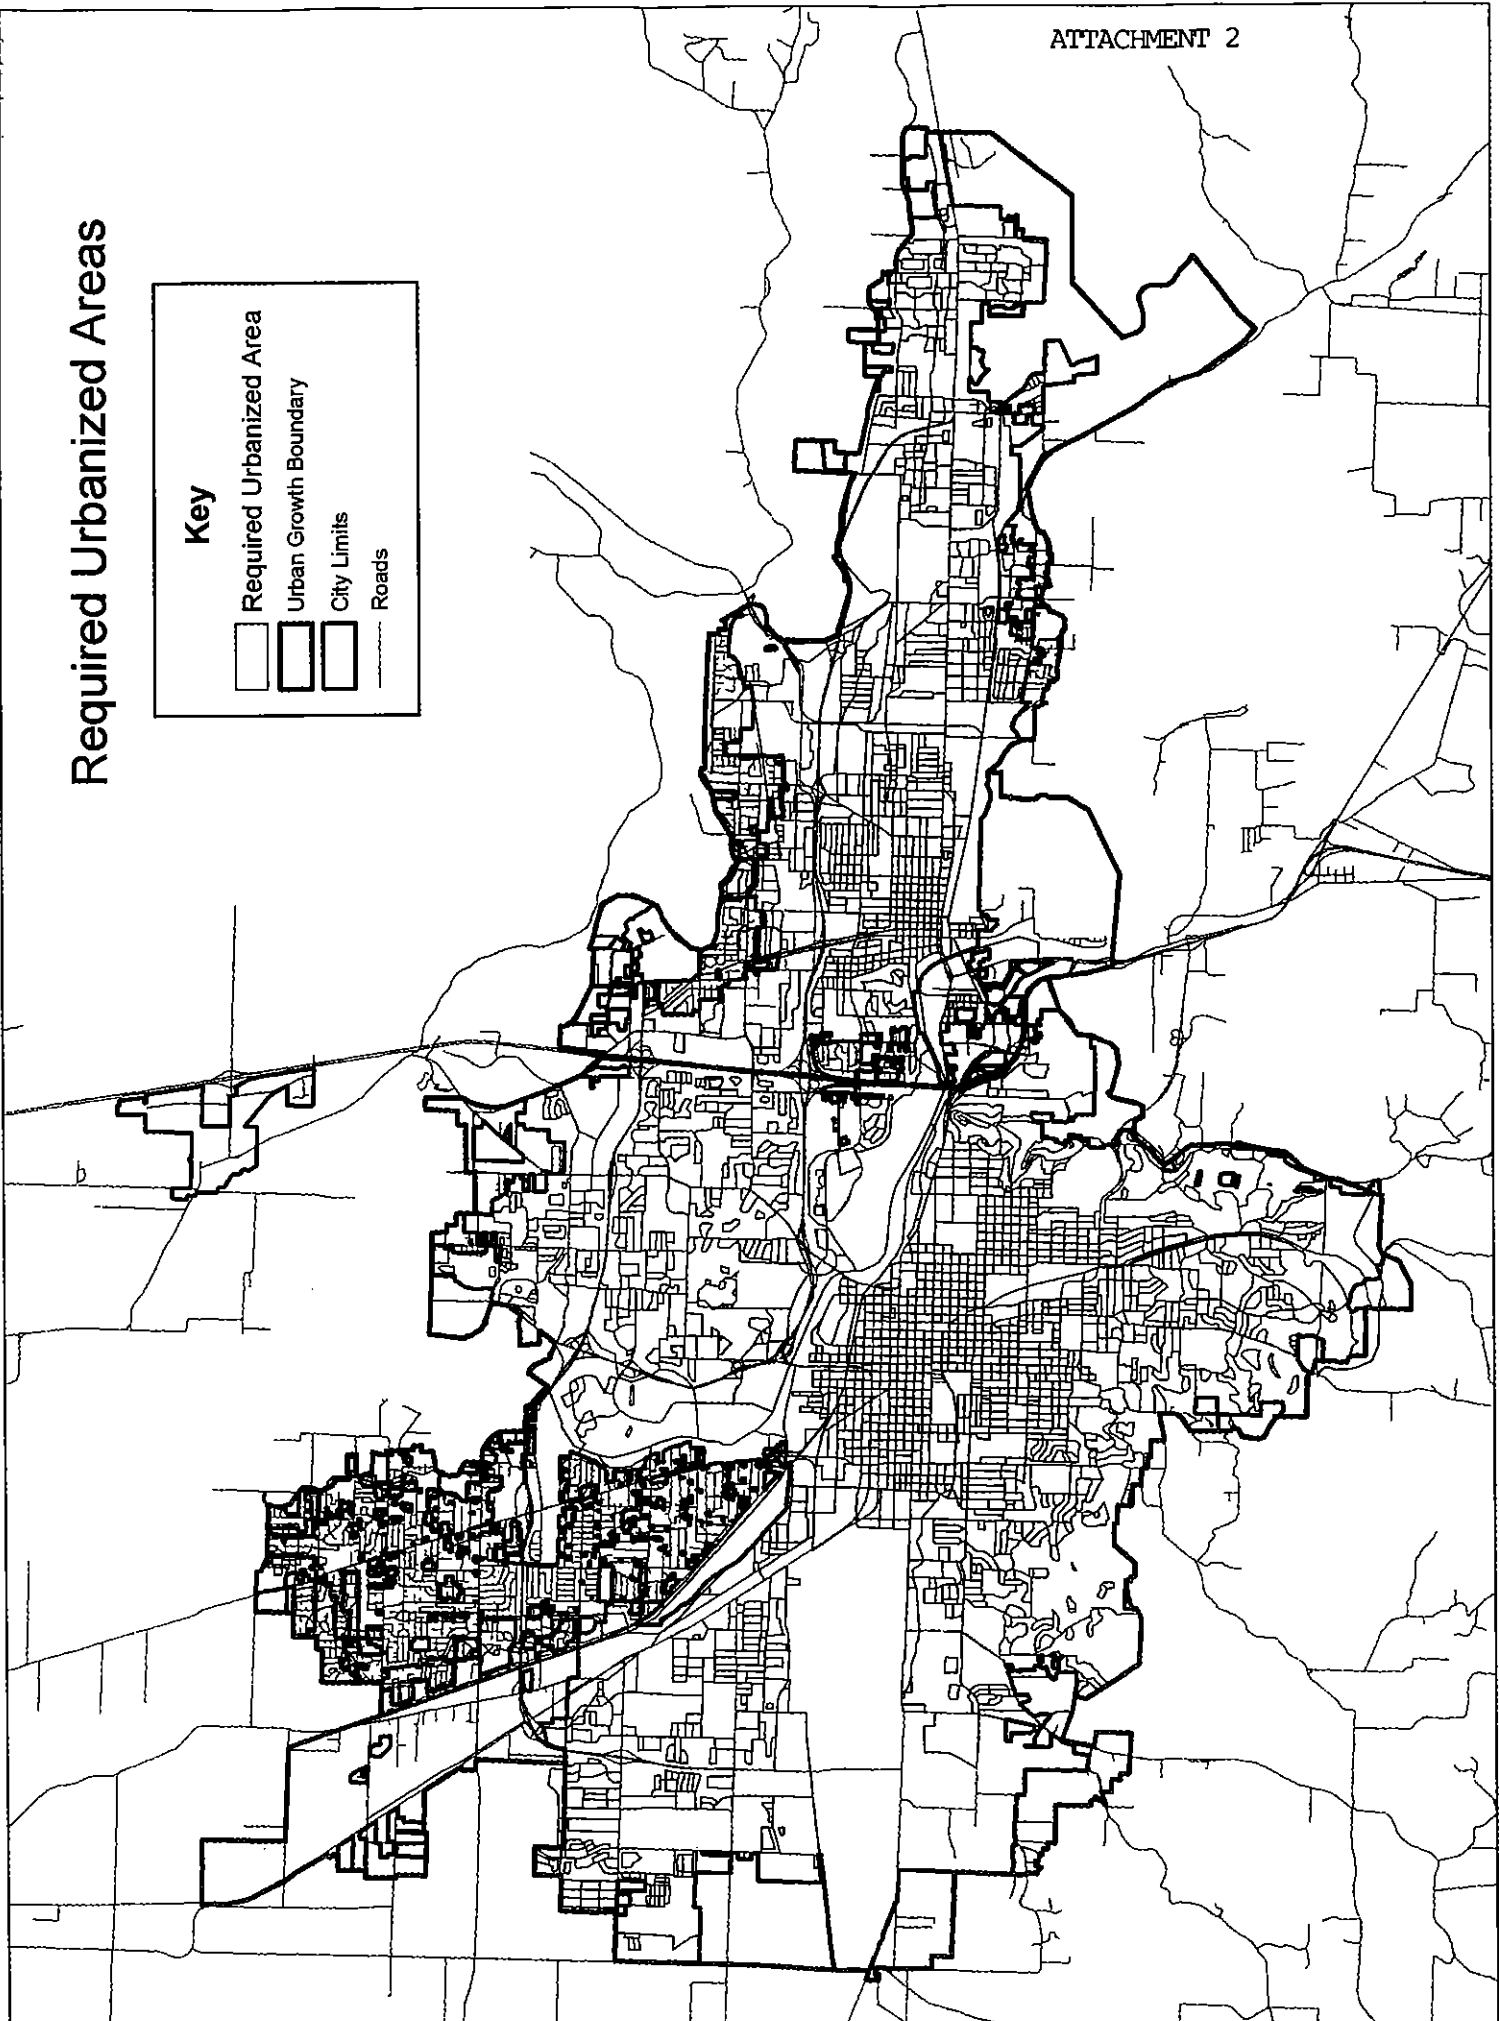 ATTACHMENT 2
Required Urbanized Areas
Key
Required Urbanized Area
Urban Growth Boundary
City Limits
Roads